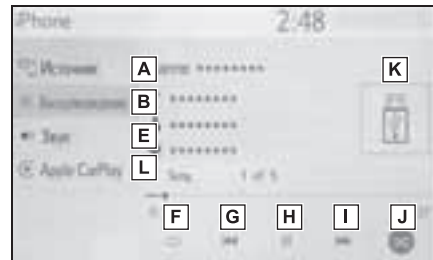 iPhone 2:48
Источник A ******** K
B ********
Звук E ********
Apple CarPlay L ********
1 of 5
F G H I J